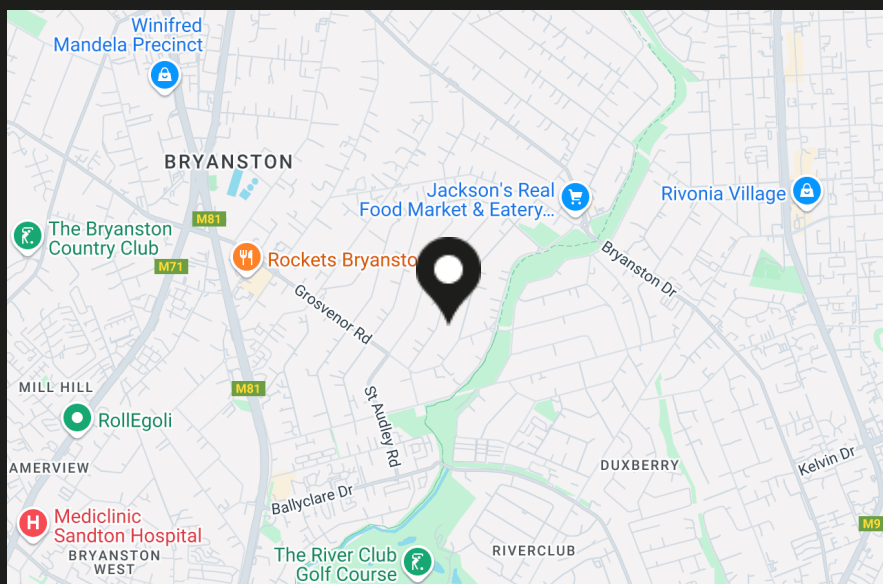 Winifred
Mandela Precinct
BRYANSTON
Jackson's Real
Food Market & Eatery...
Rivonia Village
M81
The Bryanston
Country Club
M71
Rockets Bryansto
Bryanston Dr
Grosvenor Rd
MILL HILL
M81
St Audley Rd
RollEgoli
AMERVIEW
DUXBERRY
Kelvin Dr
Ballyclare Dr
Mediclinic
Sandton Hospital
M9
BRYANSTON
WEST
The River Club
Golf Course
RIVERCLUB